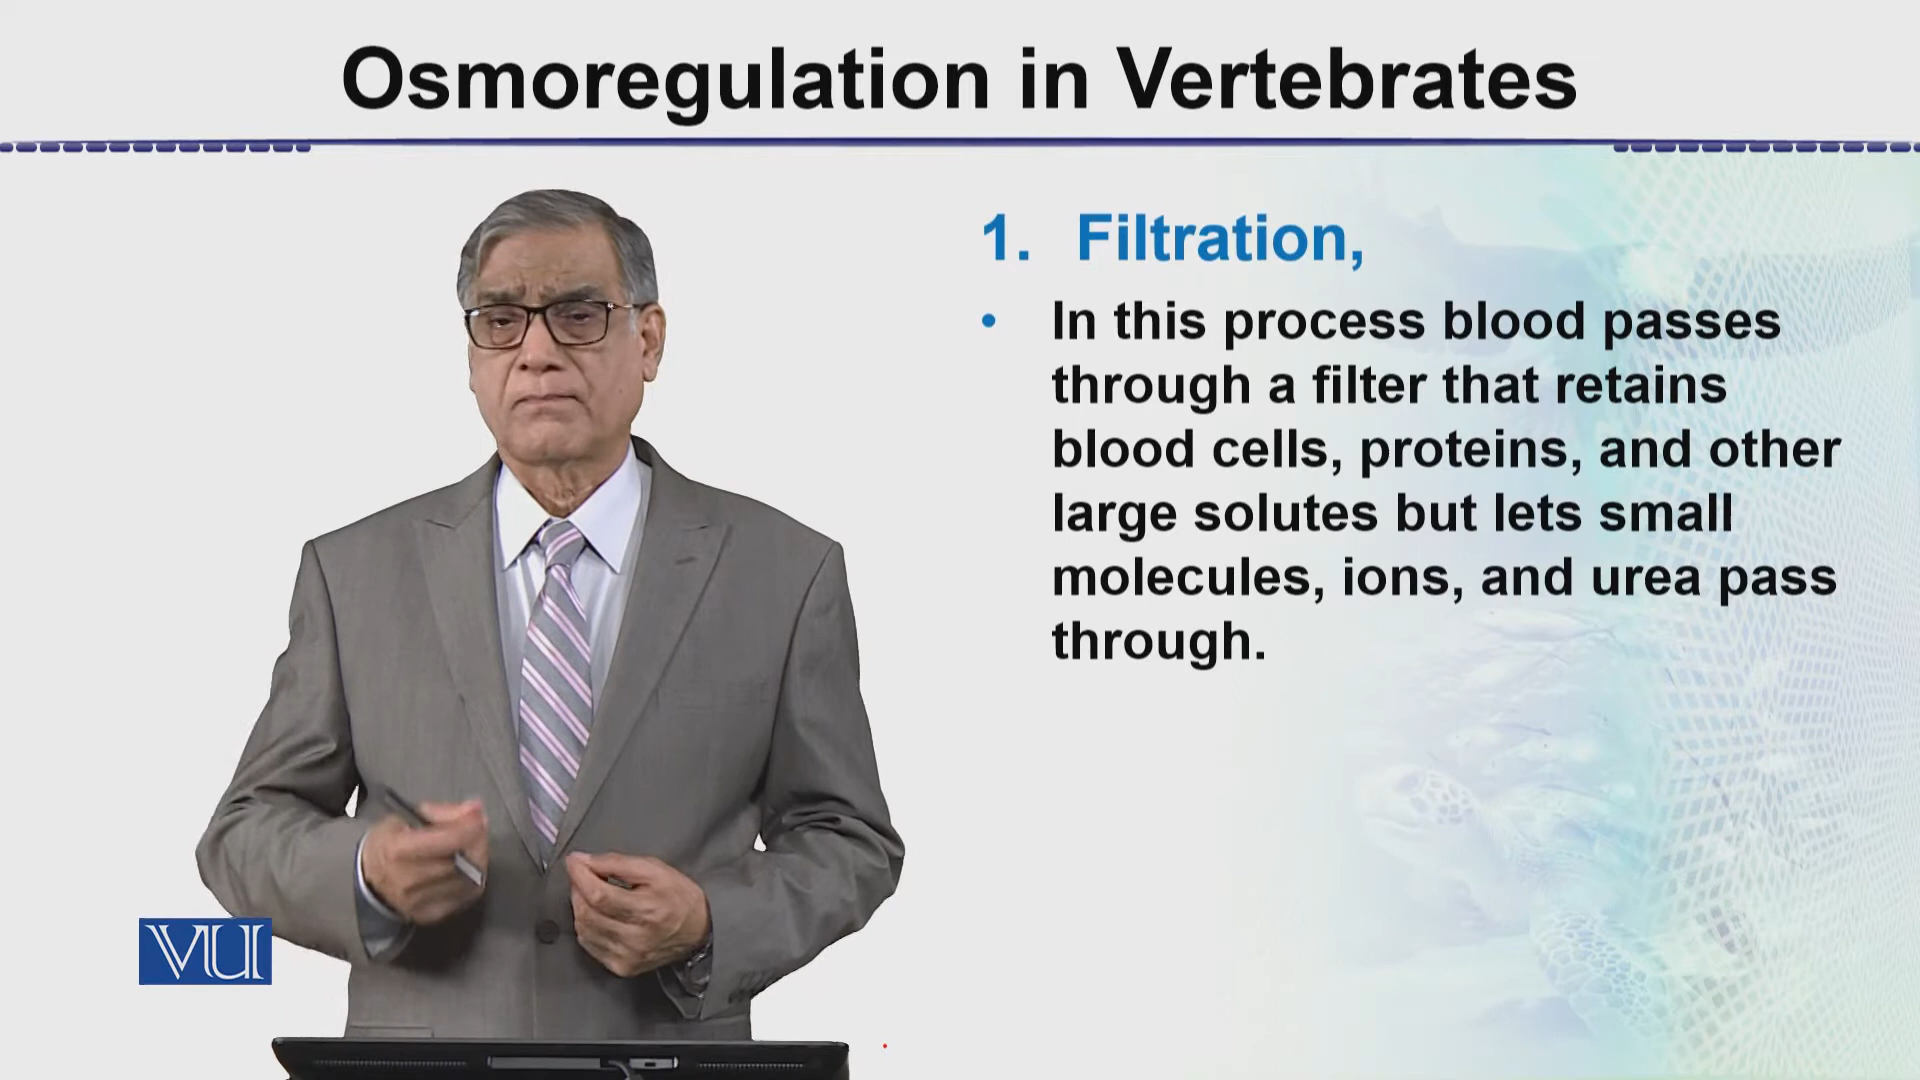 Osmoregulation in Vertebrates
1. Filtration,
• In this process blood passes
through a filter that retains
blood cells, proteins, and other
large solutes but lets small
molecules, ions, and urea pass
through.
VU